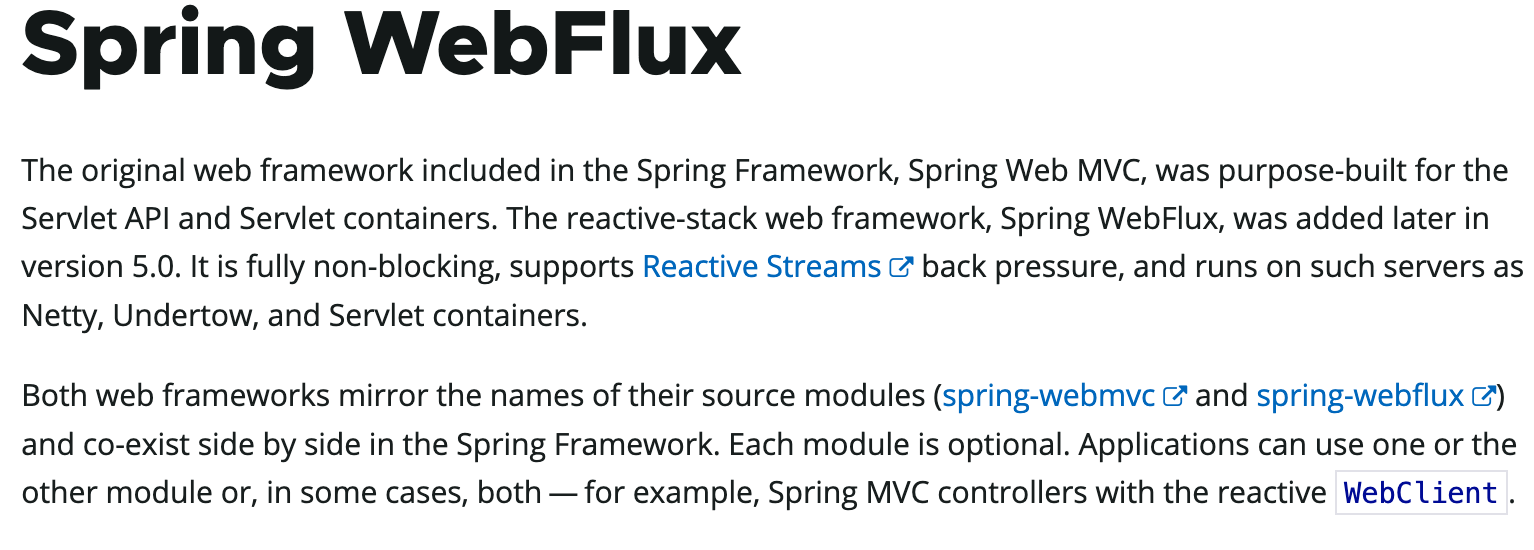 Spring WebFlux
The original web framework included in the Spring Framework, Spring Web MVC, was purpose-built for the
Servlet API and Servlet containers. The reactive-stack web framework, Spring WebFlux, was added later in
version 5.0. It is fully non-blocking, supports Reactive Streams back pressure, and runs on such servers as
Netty, Undertow, and Servlet containers.
Both web frameworks mirror the names of their source modules (spring-webmvc and spring-webflux)
and co-exist side by side in the Spring Framework. Each module is optional. Applications can use one or the
other module or, in some cases, both — for example, Spring MVC controllers with the reactive WebClient.